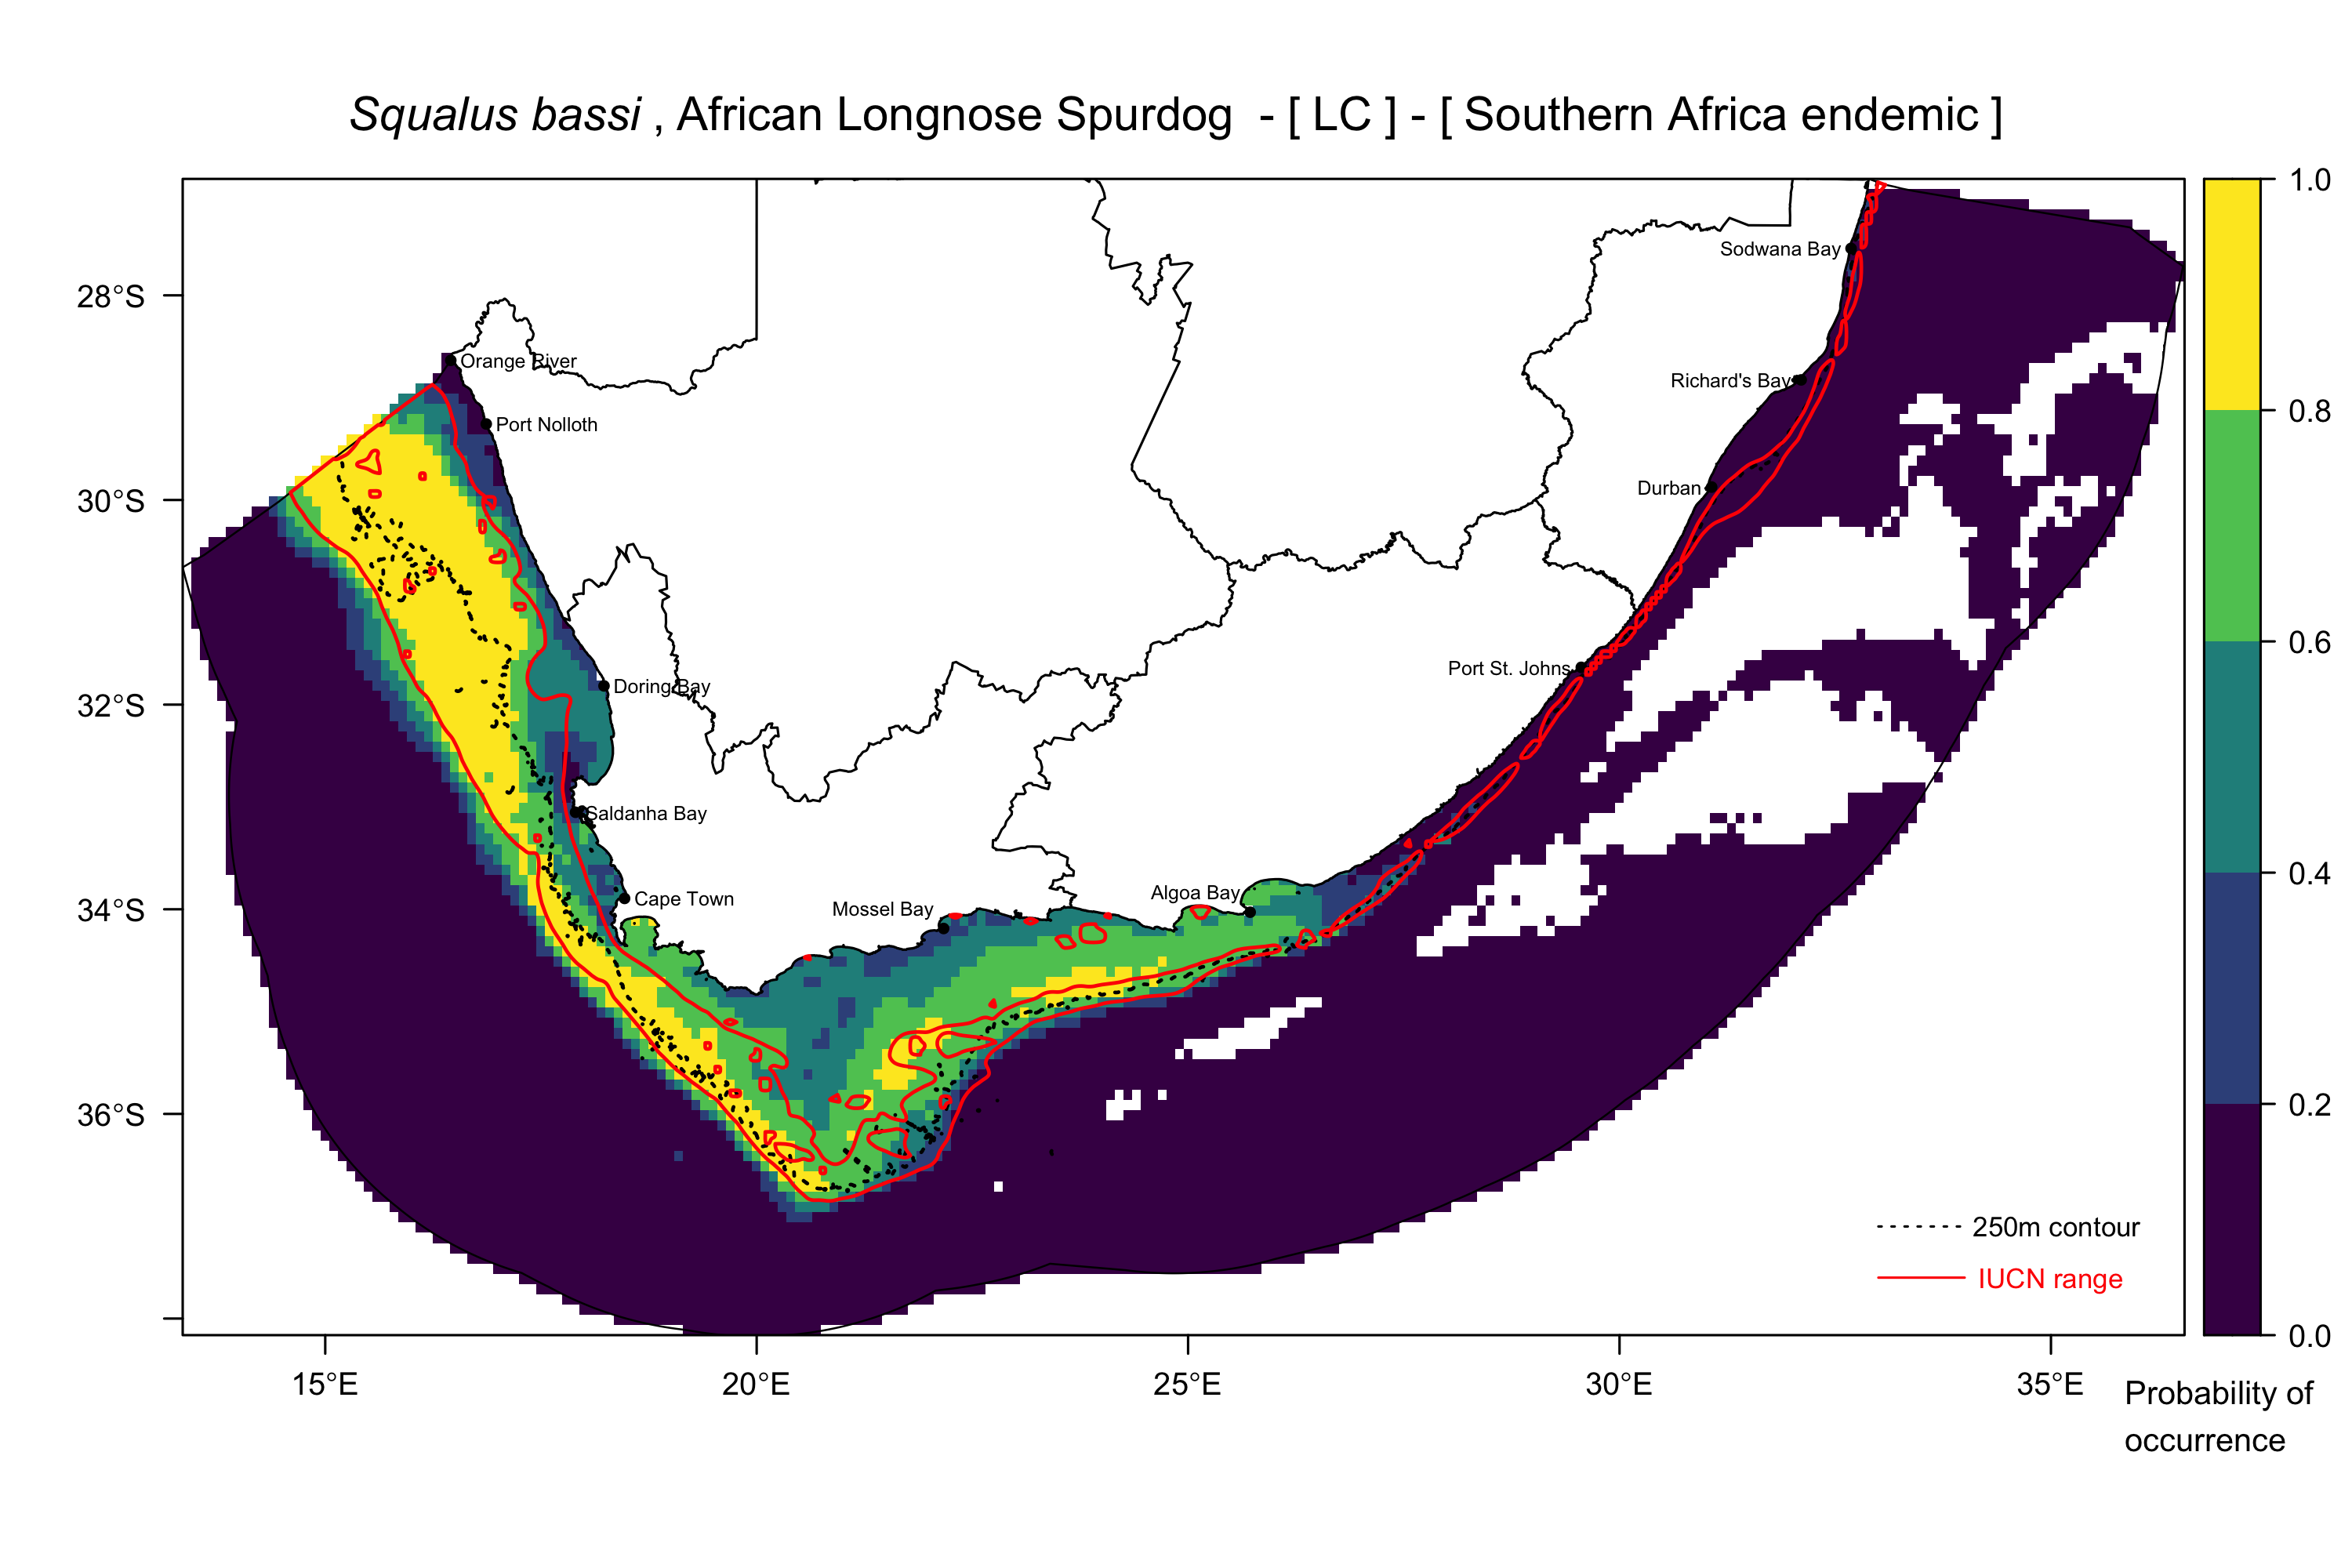 Squalus bassi , African Longnose Spurdog - [ LC ] - [ Southern Africa endemic ]
1.0
Sodwana Bay
28°S
Orange River
Richard's Bay
0.8
Port Nolloth
Durban
30°S
0.6
Port St. Johns
Doring Bay
32°S
Saldanha Bay
0.4
Algoa Bay
Cape Town
Mossel Bay
34°S
36°S
0.2
250m contour
IUCN range
0.0
15°E
20°E
25°E
30°E
35°E
Probability of
occurrence